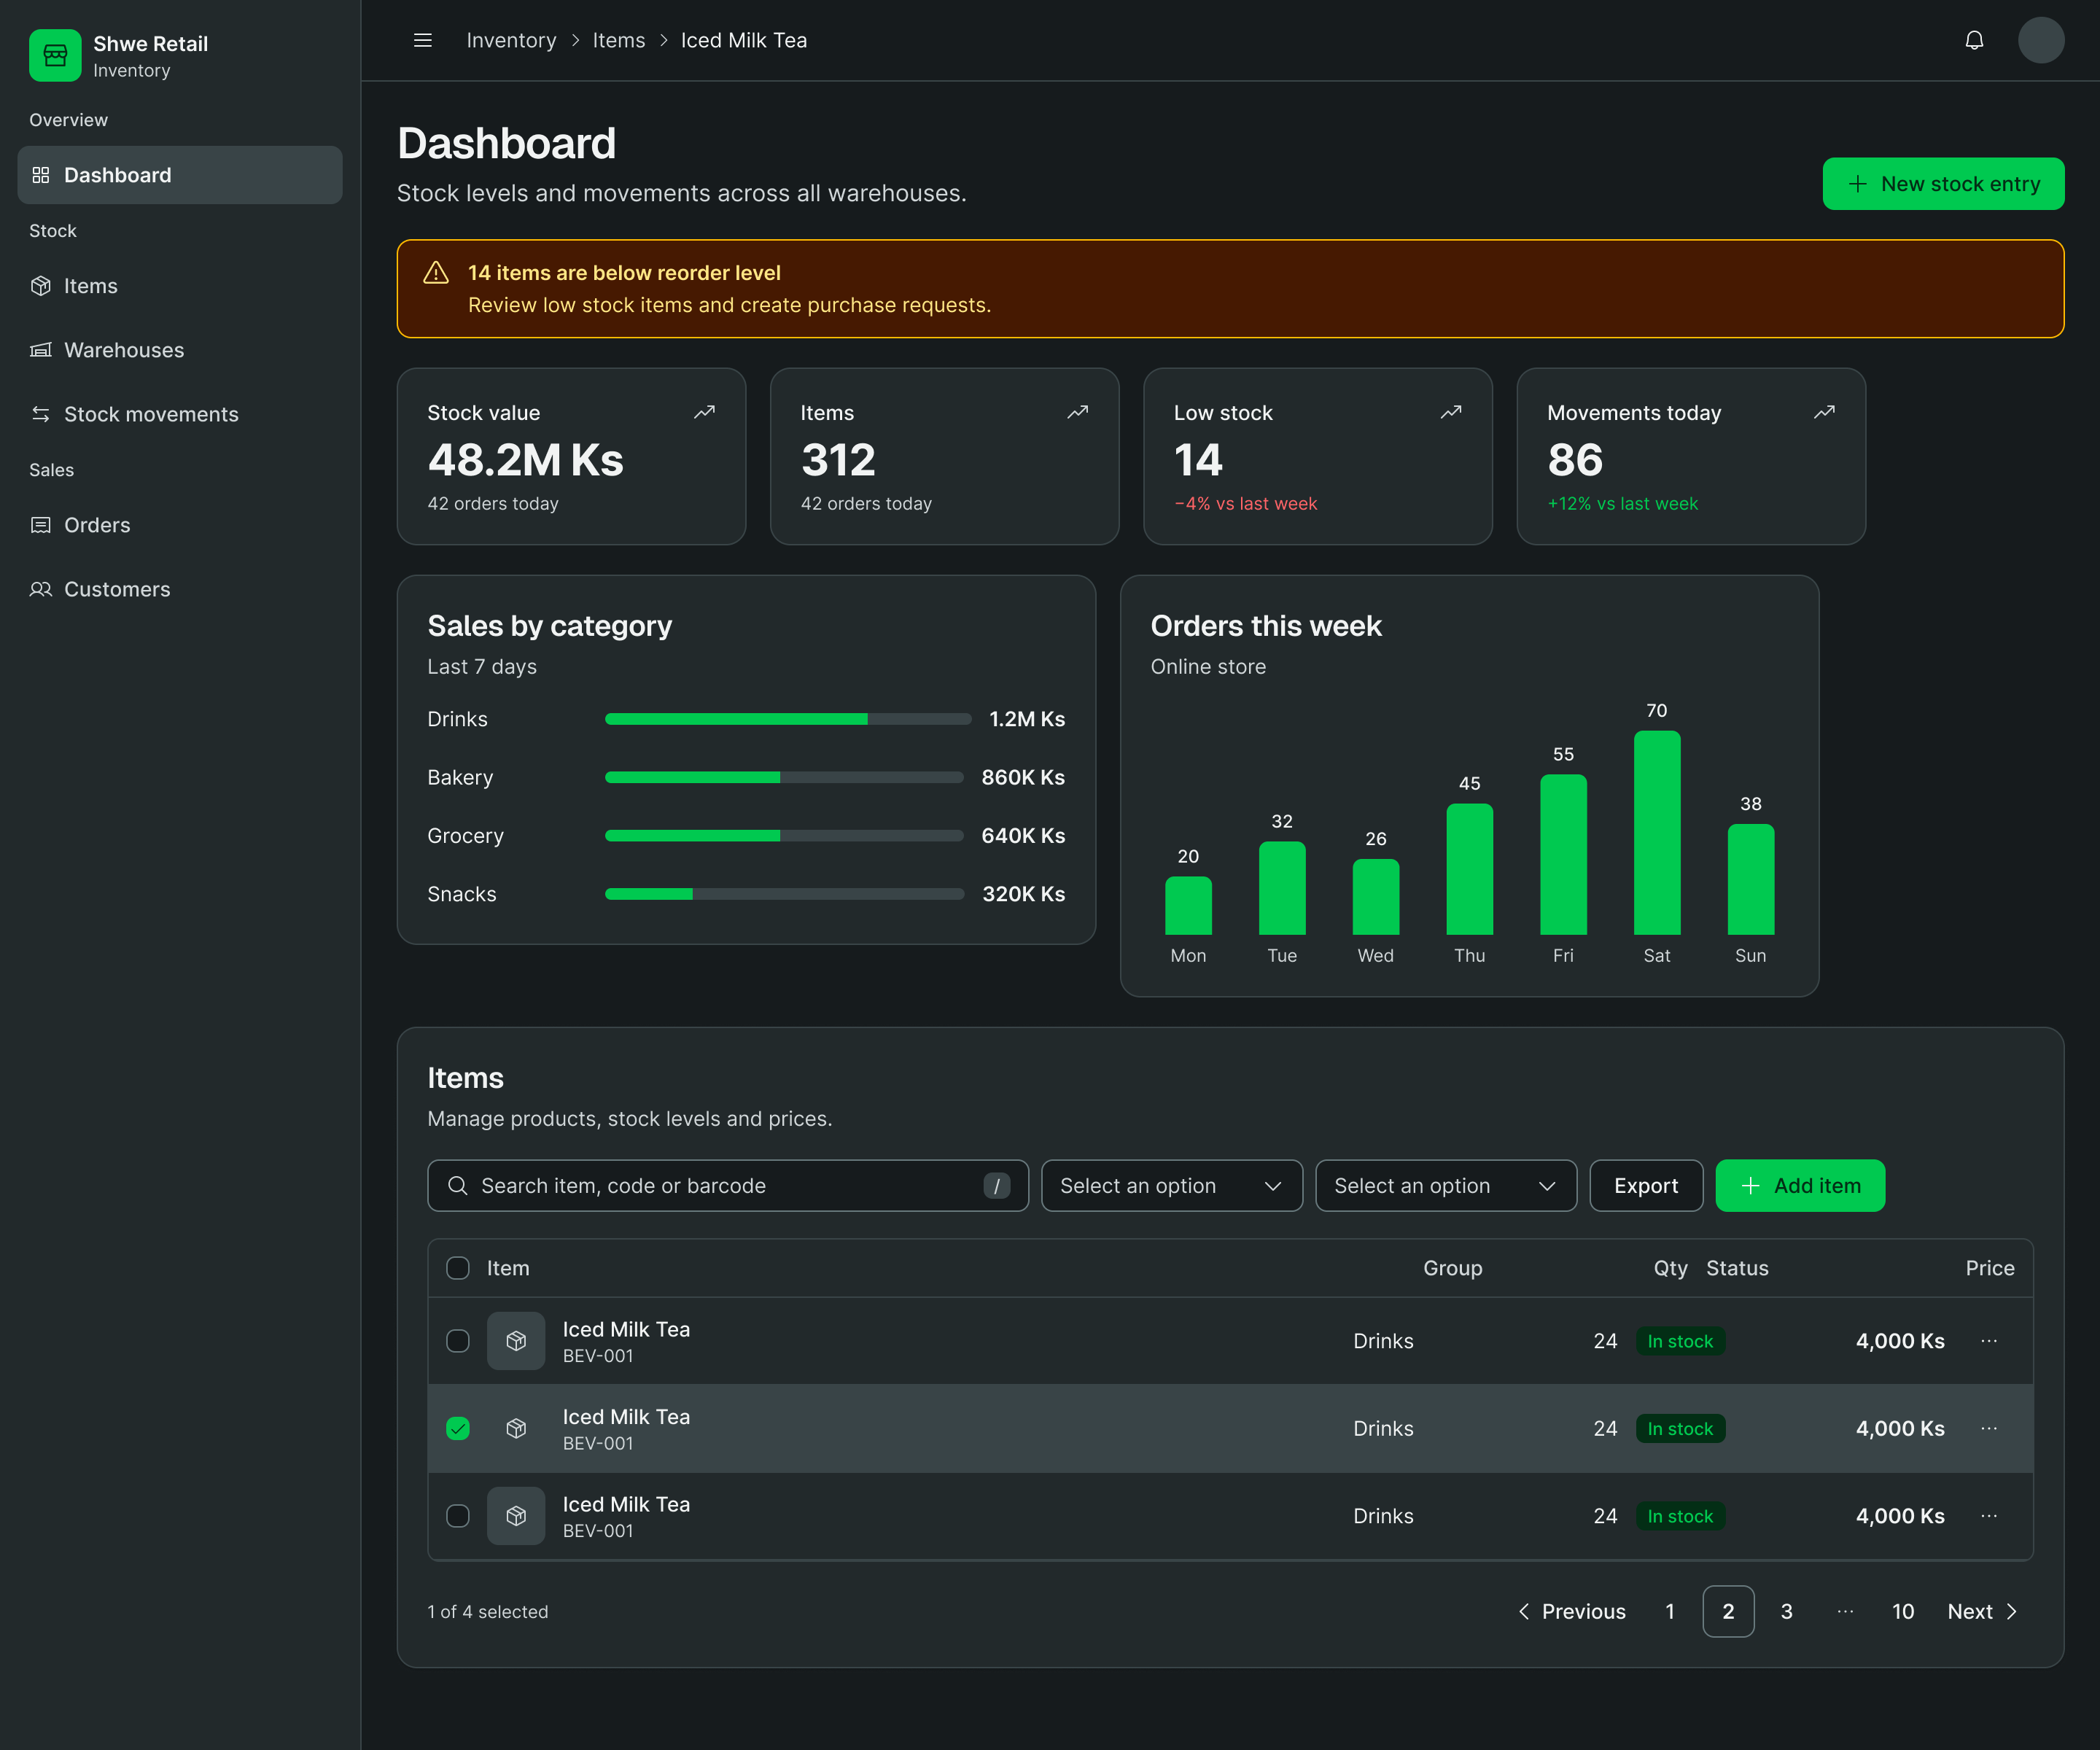 Shwe Retail
Inventory
Overview
Dashboard
Stock
Items
Warehouses
Stock movements
Sales
Orders
Customers
Inventory > Items > Iced Milk Tea
Dashboard
Stock levels and movements across all warehouses.
New stock entry
14 items are below reorder level
Review low stock items and create purchase requests.
Stock value
48.2M Ks
42 orders today
Items
312
42 orders today
Low stock
14
−4% vs last week
Movements today
86
+12% vs last week
Sales by category
Last 7 days
Drinks 1.2M Ks
Bakery 860K Ks
Grocery 640K Ks
Snacks 320K Ks
Orders this week
Online store
20 32 26 45 55 70 38
Mon Tue Wed Thu Fri Sat Sun
Items
Manage products, stock levels and prices.
Search item, code or barcode / Select an option Select an option Export Add item
Item Group Qty Status Price
Iced Milk Tea
BEV-001
Drinks 24 In stock 4,000 Ks ...
Iced Milk Tea
BEV-001
Drinks 24 In stock 4,000 Ks ...
Iced Milk Tea
BEV-001
Drinks 24 In stock 4,000 Ks ...
1 of 4 selected
Previous 1 2 3 ... 10 Next